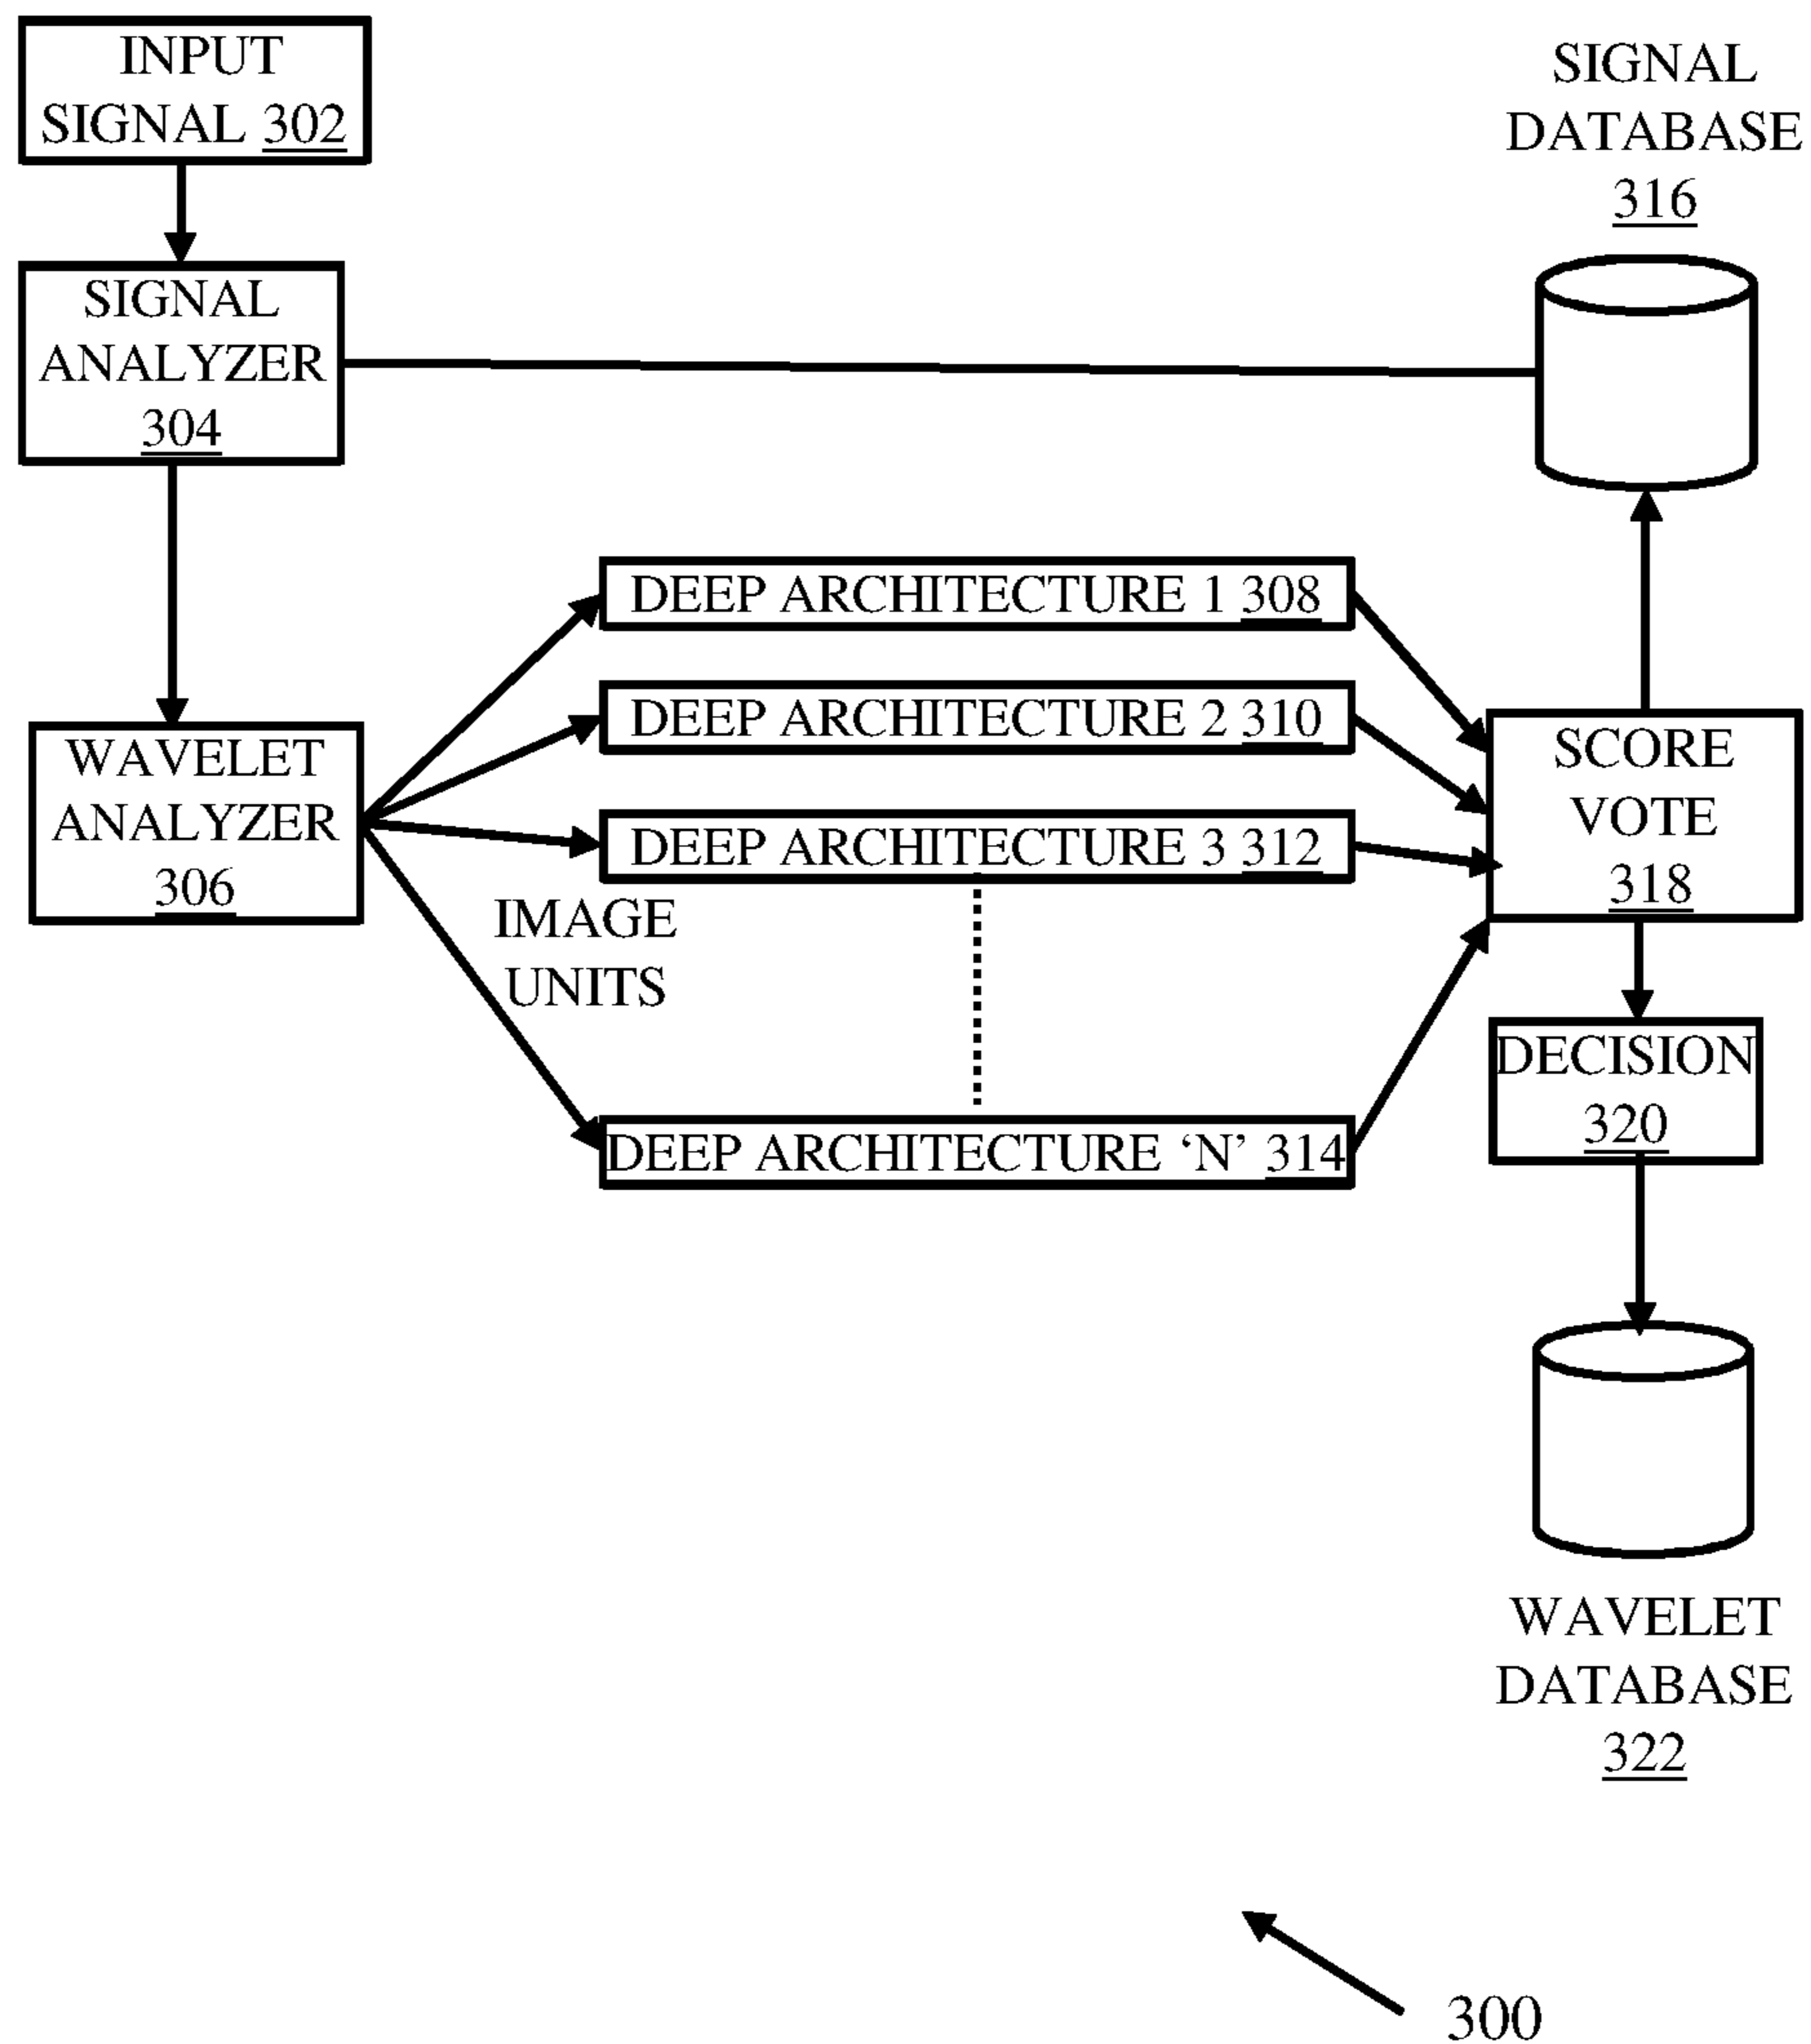 INPUT
SIGNAL 302
SIGNAL
DATABASE
316
SIGNAL
ANALYZER
304
DEEP ARCHITECTURE 1 308
DEEP ARCHITECTURE 2 310
DEEP ARCHITECTURE 3 312
WAVELET
ANALYZER
306
SCORE
VOTE
318
IMAGE
UNITS
DECISION
320
DEEP ARCHITECTURE ‘N’ 314
WAVELET
DATABASE
322
300